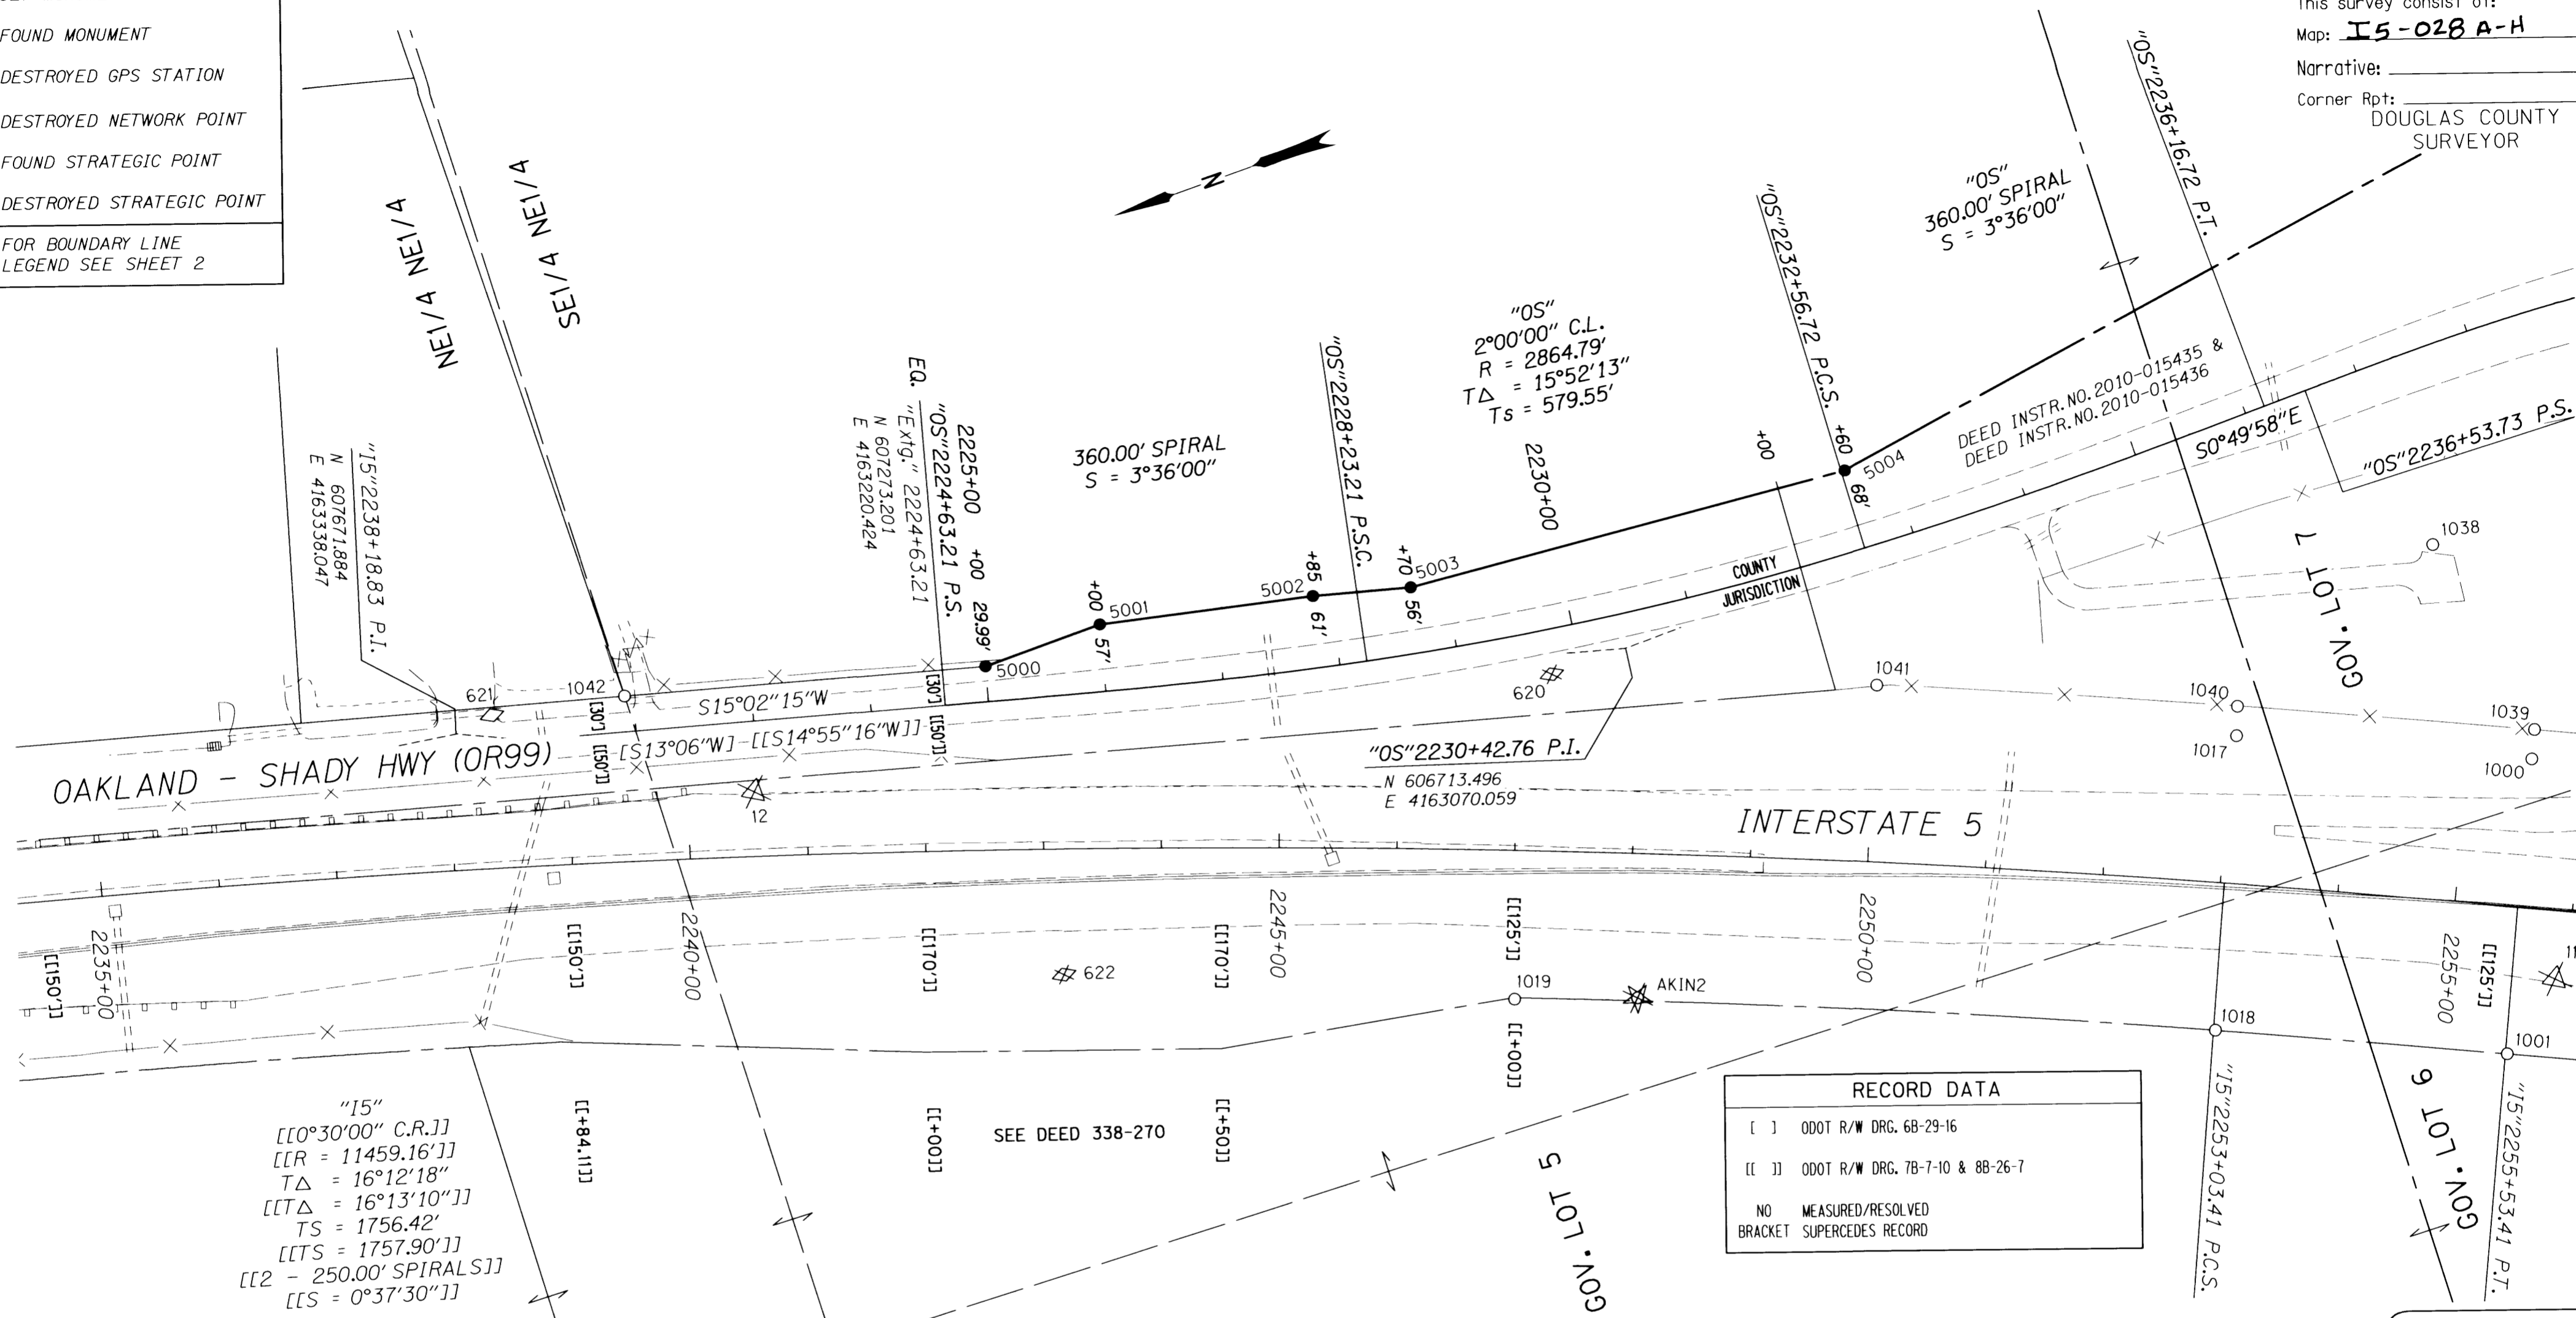 FOUND MONUMENT
DESTROYED GPS STATION
DESTROYED NETWORK POINT
FOUND STRATEGIC POINT
DESTROYED STRATEGIC POINT
FOR BOUNDARY LINE
LEGEND SEE SHEET 2
This survey consist of:
Map: I5-028 A-H
Narrative:
Corner Rpt:
DOUGLAS COUNTY
SURVEYOR
NE1/4 NE1/4
SE1/4 NE1/4
N
"I5"2238+18.83 P.I.
N 607671.884
E 4163338.047
EQ.
"OS"2224+63.21 P.S.
"Extg." 2224+63.21
N 607273.201
E 4163220.424
2225+00
+00 29.99'
5000
360.00' SPIRAL
S = 3°36'00"
+00
5001
57'
5002
+85
61'
"OS"2228+23.21 P.S.C.
+70
5003
56'
"OS"
2°00'00" C.L.
R = 2864.79'
T△ = 15°52'13"
Ts = 579.55'
2230+00
+00
"OS"2232+56.72 P.C.S.
+60
5004
68'
"OS"
360.00' SPIRAL
S = 3°36'00"
"OS"2236+16.72 P.T.
DEED INSTR.NO.2010-015435 &
DEED INSTR.NO.2010-015436
S0°49'58"E
"OS"2236+53.73 P.S.
COUNTY
JURISDICTION
1038
GOV. LOT 7
621
1042
[30']
[[50']]
S15°02"15"W
[S13°06"W]-[[S14°55"16"W]]
[30']
[[50']]
OAKLAND - SHADY HWY (OR99)
12
620
"OS"2230+42.76 P.I.
N 606713.496
E 4163070.059
1041
1040
1017
1039
1000
INTERSTATE 5
[[150']]
2235+00
[[150']]
2240+00
[[170']]
622
[[170']]
2245+00
[[125']]
1019
AKIN2
2250+00
[[+00]]
1018
2255+00
[[125']]
11
1001
"I5"
[[0°30'00" C.R.]]
[[R = 11459.16']]
T△ = 16°12'18"
[[T△ = 16°13'10"]]
TS = 1756.42'
[[TS = 1757.90']]
[[2 - 250.00' SPIRALS]]
[[S = 0°37'30"]]
[[+84.11]]
[[+00]]
SEE DEED 338-270
[[+50]]
GOV. LOT 5
RECORD DATA
[ ] ODOT R/W DRG. 6B-29-16
[[ ]] ODOT R/W DRG. 7B-7-10 & 8B-26-7
NO MEASURED/RESOLVED
BRACKET SUPERCEDES RECORD
"I5"2253+03.41 P.C.S.
GOV. LOT 6
"I5"2255+53.41 P.T.